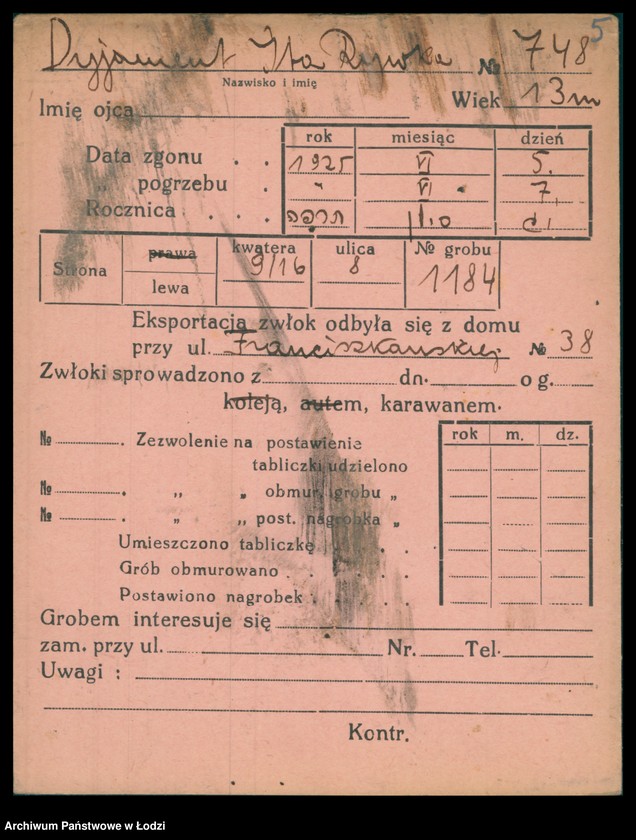 5
Dyjament Ita Rywka № 748
Nazwisko i imię
Imię ojca Wiek 13 m
rok miesiąc dzień
Data zgonu . . 1925 VI 5.
„ pogrzebu . " VI 7.
Rocznica . . . תרפה סיון
Strona prawa kwatera ulica № grobu
lewa 9/16 8 1184
Eksportacja zwłok odbyła się z domu
przy ul. Franciszkańskiej № 38
Zwłoki sprowadzono z dn. o g.
koleją, autem, karawanem.
№ . Zezwolenie na postawienie rok m. dz.
tabliczki udzielono
№ . „ „ obmur. grobu „
№ . „ „ post. nagrobka „
Umieszczono tabliczkę . . . .
Grób obmurowano . . . . .
Postawiono nagrobek . . . .
Grobem interesuje się
zam. przy ul. Nr. Tel.
Uwagi :
Kontr.
Archiwum Państwowe w Łodzi